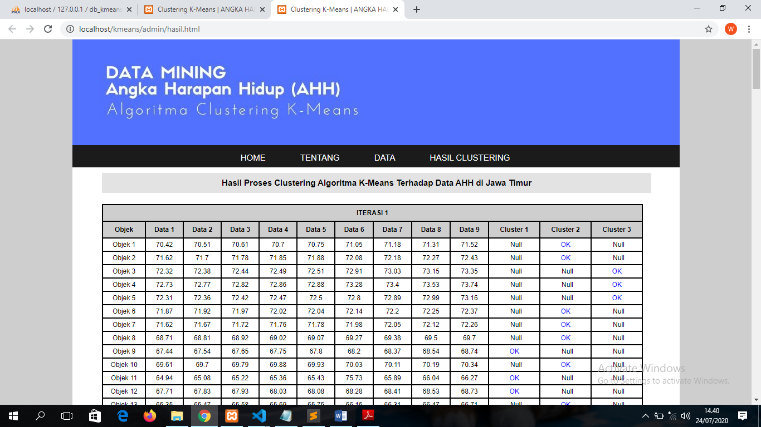 localhost / 127.0.0.1 / db_kmeans
Clustering K-Means | ANGKA HA
Clustering K-Means | ANGKA HA
localhost/kmeans/admin/hasil.html
W
DATA MINING
Angka Harapan Hidup (AHH)
Algoritma Clustering K-Means
HOME TENTANG DATA HASIL CLUSTERING
Hasil Proses Clustering Algoritma K-Means Terhadap Data AHH di Jawa Timur
ITERASI 1
Objek Data 1 Data 2 Data 3 Data 4 Data 5 Data 6 Data 7 Data 8 Data 9 Cluster 1 Cluster 2 Cluster 3
Objek 1 70.42 70.51 70.61 70.7 70.75 71.05 71.18 71.31 71.52 Null OK Null
Objek 2 71.62 71.7 71.78 71.85 71.88 72.08 72.18 72.27 72.43 Null OK Null
Objek 3 72.32 72.38 72.44 72.49 72.51 72.91 73.03 73.15 73.35 Null Null OK
Objek 4 72.73 72.77 72.82 72.86 72.88 73.28 73.4 73.53 73.74 Null Null OK
Objek 5 72.31 72.36 72.42 72.47 72.5 72.8 72.89 72.99 73.16 Null Null OK
Objek 6 71.87 71.92 71.97 72.02 72.04 72.14 72.2 72.25 72.37 Null OK Null
Objek 7 71.62 71.67 71.72 71.76 71.78 71.98 72.05 72.12 72.26 Null OK Null
Objek 8 68.71 68.81 68.92 69.02 69.07 69.27 69.38 69.5 69.7 Null OK Null
Objek 9 67.44 67.54 67.65 67.75 67.8 68.2 68.37 68.54 68.74 OK Null Null
Objek 10 69.61 69.7 69.79 69.88 69.93 70.03 70.11 70.19 70.34 Null OK Null
Objek 11 64.94 65.08 65.22 65.36 65.43 75.73 65.89 66.04 66.27 OK Null Null
Objek 12 67.71 67.83 67.93 68.03 68.08 68.28 68.41 68.53 68.73 OK Null Null
Activate Windows
Go to Settings to activate Windows.
14.40
24/07/2020